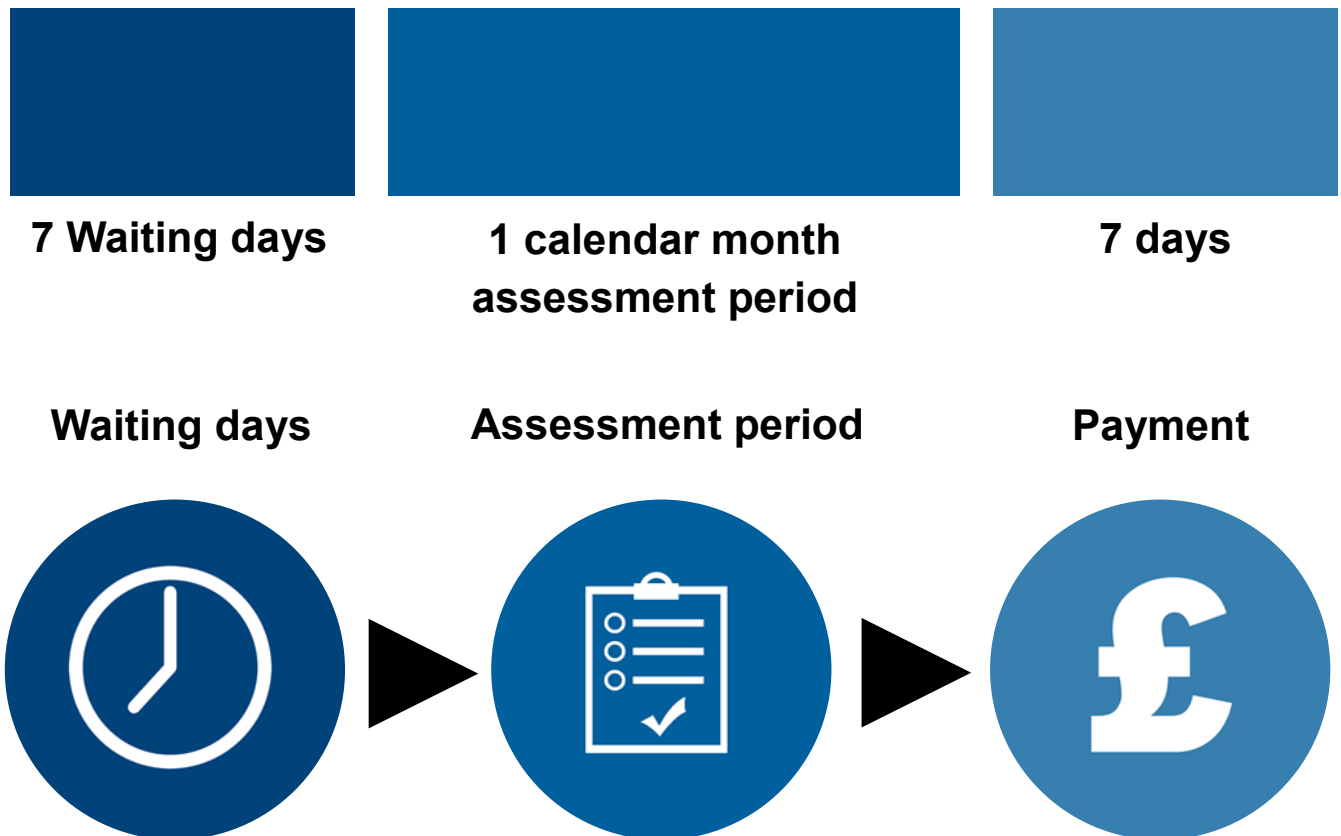 7 Waiting days
1 calendar month
assessment period
7 days
Waiting days
Assessment period
Payment
£